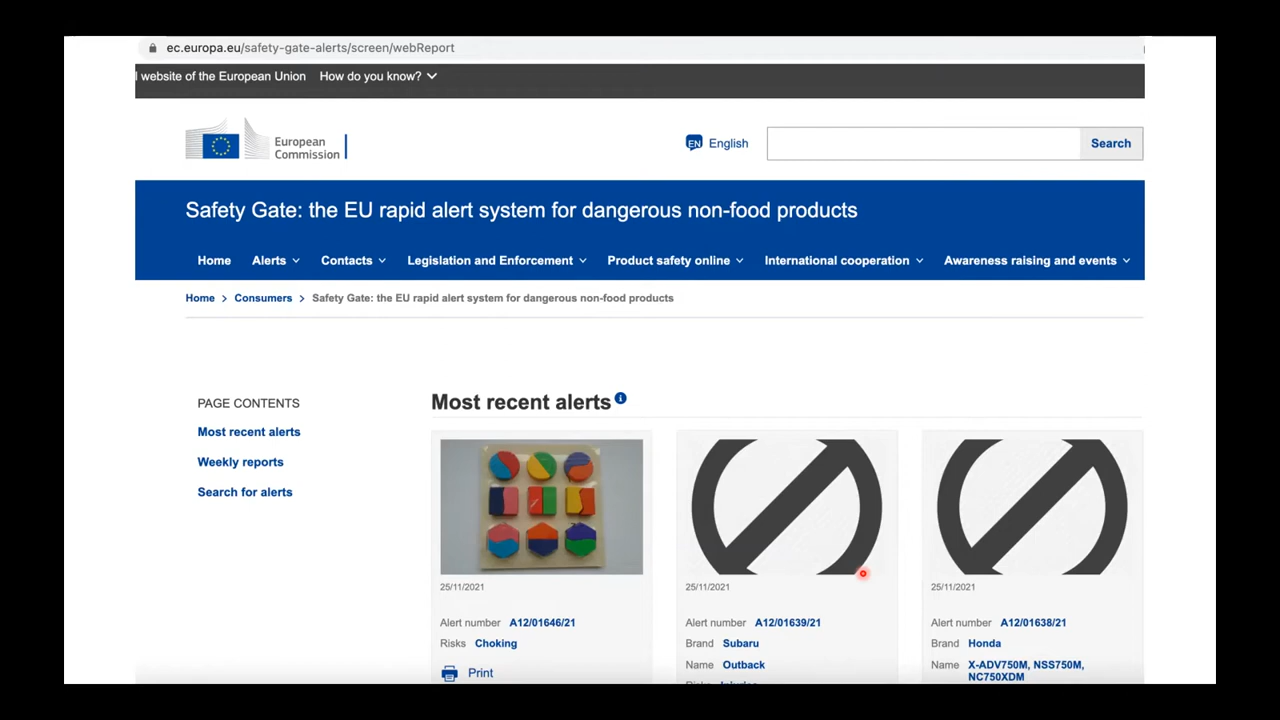 ec.europa.eu/safety-gate-alerts/screen/webReport
website of the European Union How do you know?
European
Commission
EN English
Search
Safety Gate: the EU rapid alert system for dangerous non-food products
Home Alerts Contacts Legislation and Enforcement Product safety online International cooperation Awareness raising and events
Home > Consumers > Safety Gate: the EU rapid alert system for dangerous non-food products
PAGE CONTENTS
Most recent alerts
Weekly reports
Search for alerts
Most recent alerts
25/11/2021
Alert number A12/01646/21
Risks Choking
Print
25/11/2021
Alert number A12/01639/21
Brand Subaru
Name Outback
25/11/2021
Alert number A12/01638/21
Brand Honda
Name X-ADV750M, NSS750M,
NC750XDM